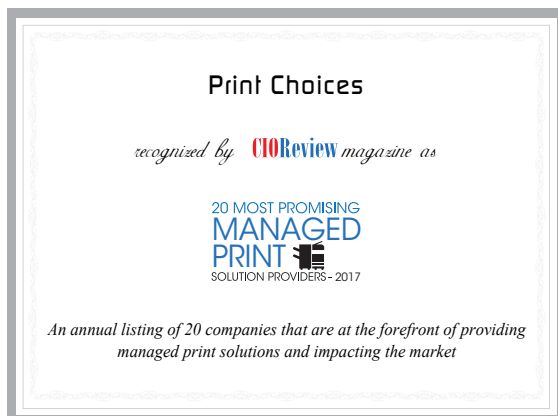 Print Choices
recognized by CIOReview magazine as
20 MOST PROMISING
MANAGED
PRINT
SOLUTION PROVIDERS - 2017
An annual listing of 20 companies that are at the forefront of providing
managed print solutions and impacting the market